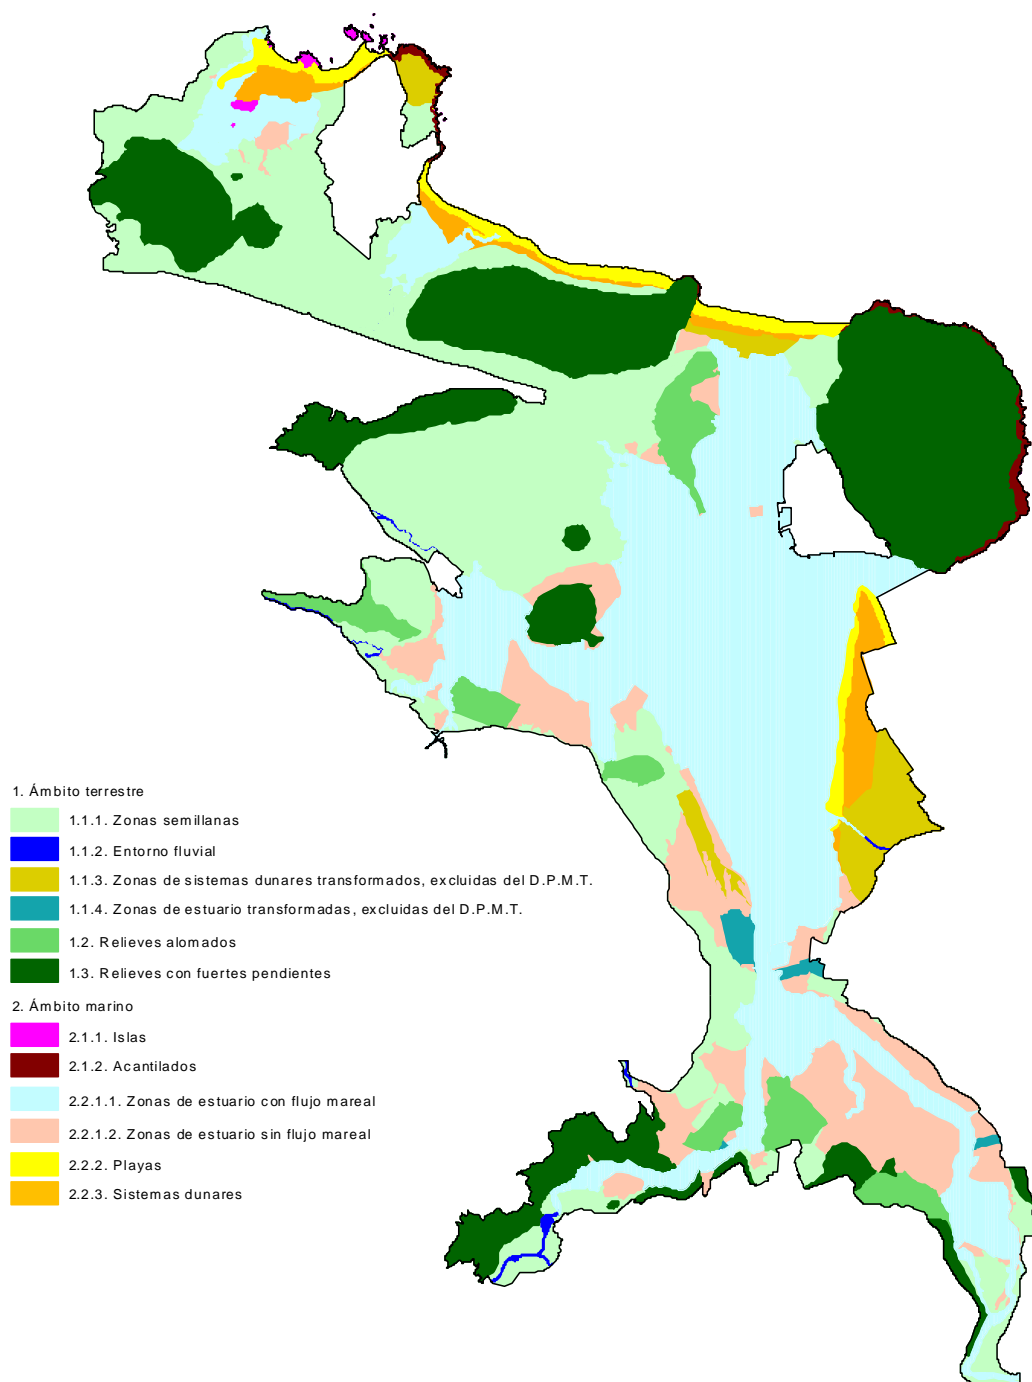 1. Ámbito terrestre
1.1.1. Zonas semillanas
1.1.2. Entorno fluvial
1.1.3. Zonas de sistemas dunares transformados, excluidas del D.P.M.T.
1.1.4. Zonas de estuario transformadas, excluidas del D.P.M.T.
1.2. Relieves alomados
1.3. Relieves con fuertes pendientes
2. Ámbito marino
2.1.1. Islas
2.1.2. Acantilados
2.2.1.1. Zonas de estuario con flujo mareal
2.2.1.2. Zonas de estuario sin flujo mareal
2.2.2. Playas
2.2.3. Sistemas dunares